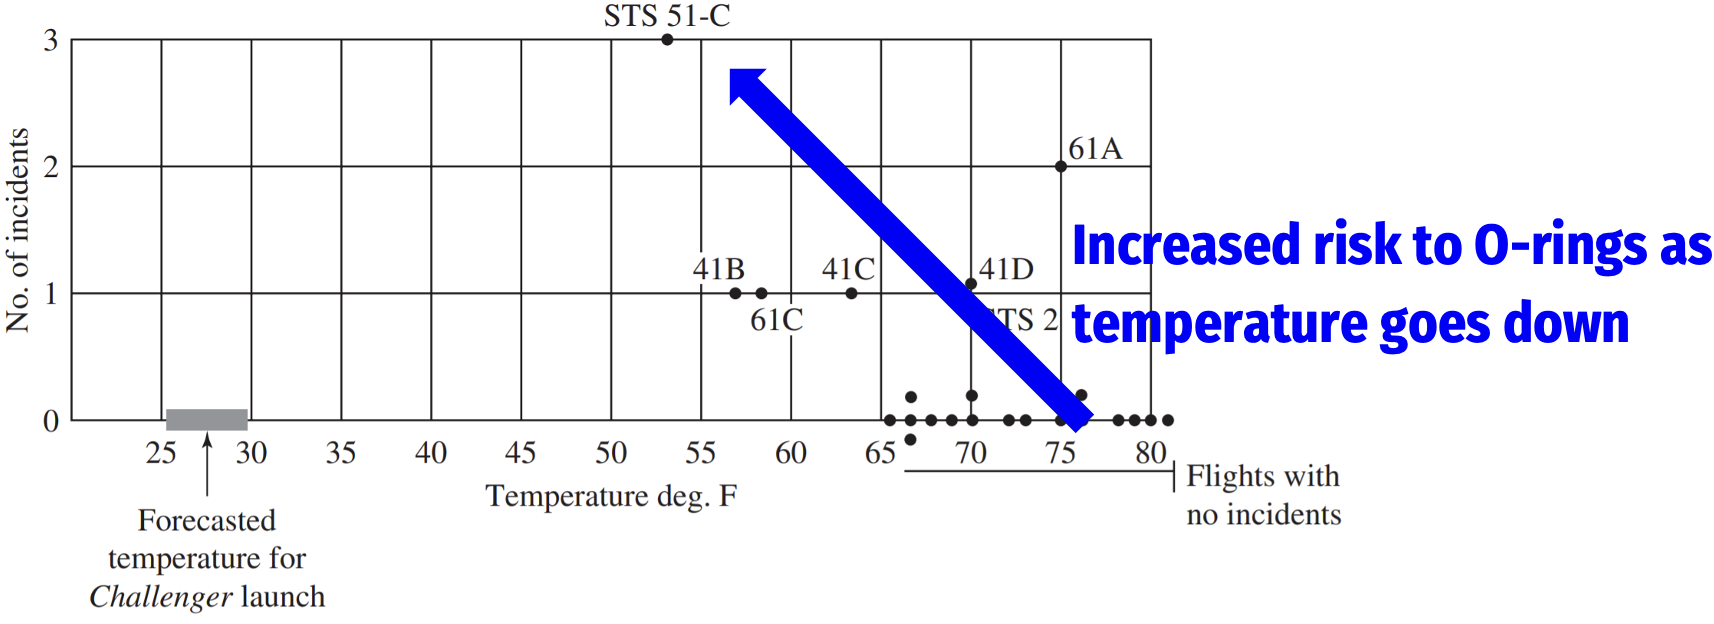 STS 51-C
3
61A
2
No. of incidents
Increased risk to O-rings as
temperature goes down
41B
41C
41D
1
61C
STS 2
0
25 30 35 40 45 50 55 60 65 70 75 80
Temperature deg. F
Flights with
no incidents
Forecasted
temperature for
Challenger launch